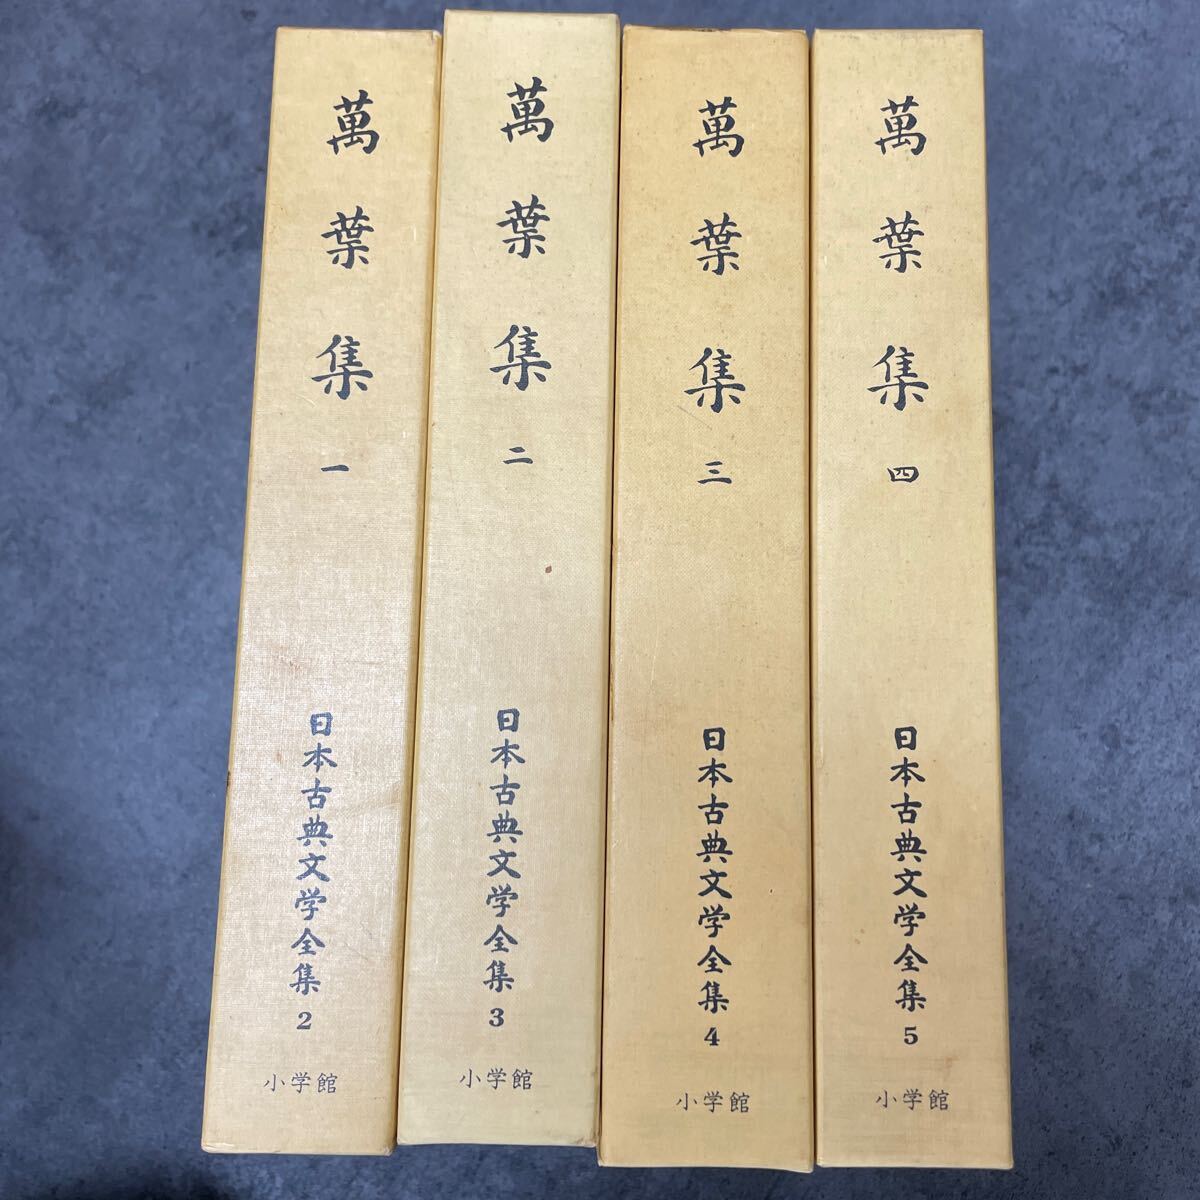 萬葉集 一
日本古典文学全集 2
小学館
萬葉集 二
日本古典文学全集 3
小学館
萬葉集 三
日本古典文学全集 4
小学館
萬葉集 四
日本古典文学全集 5
小学館